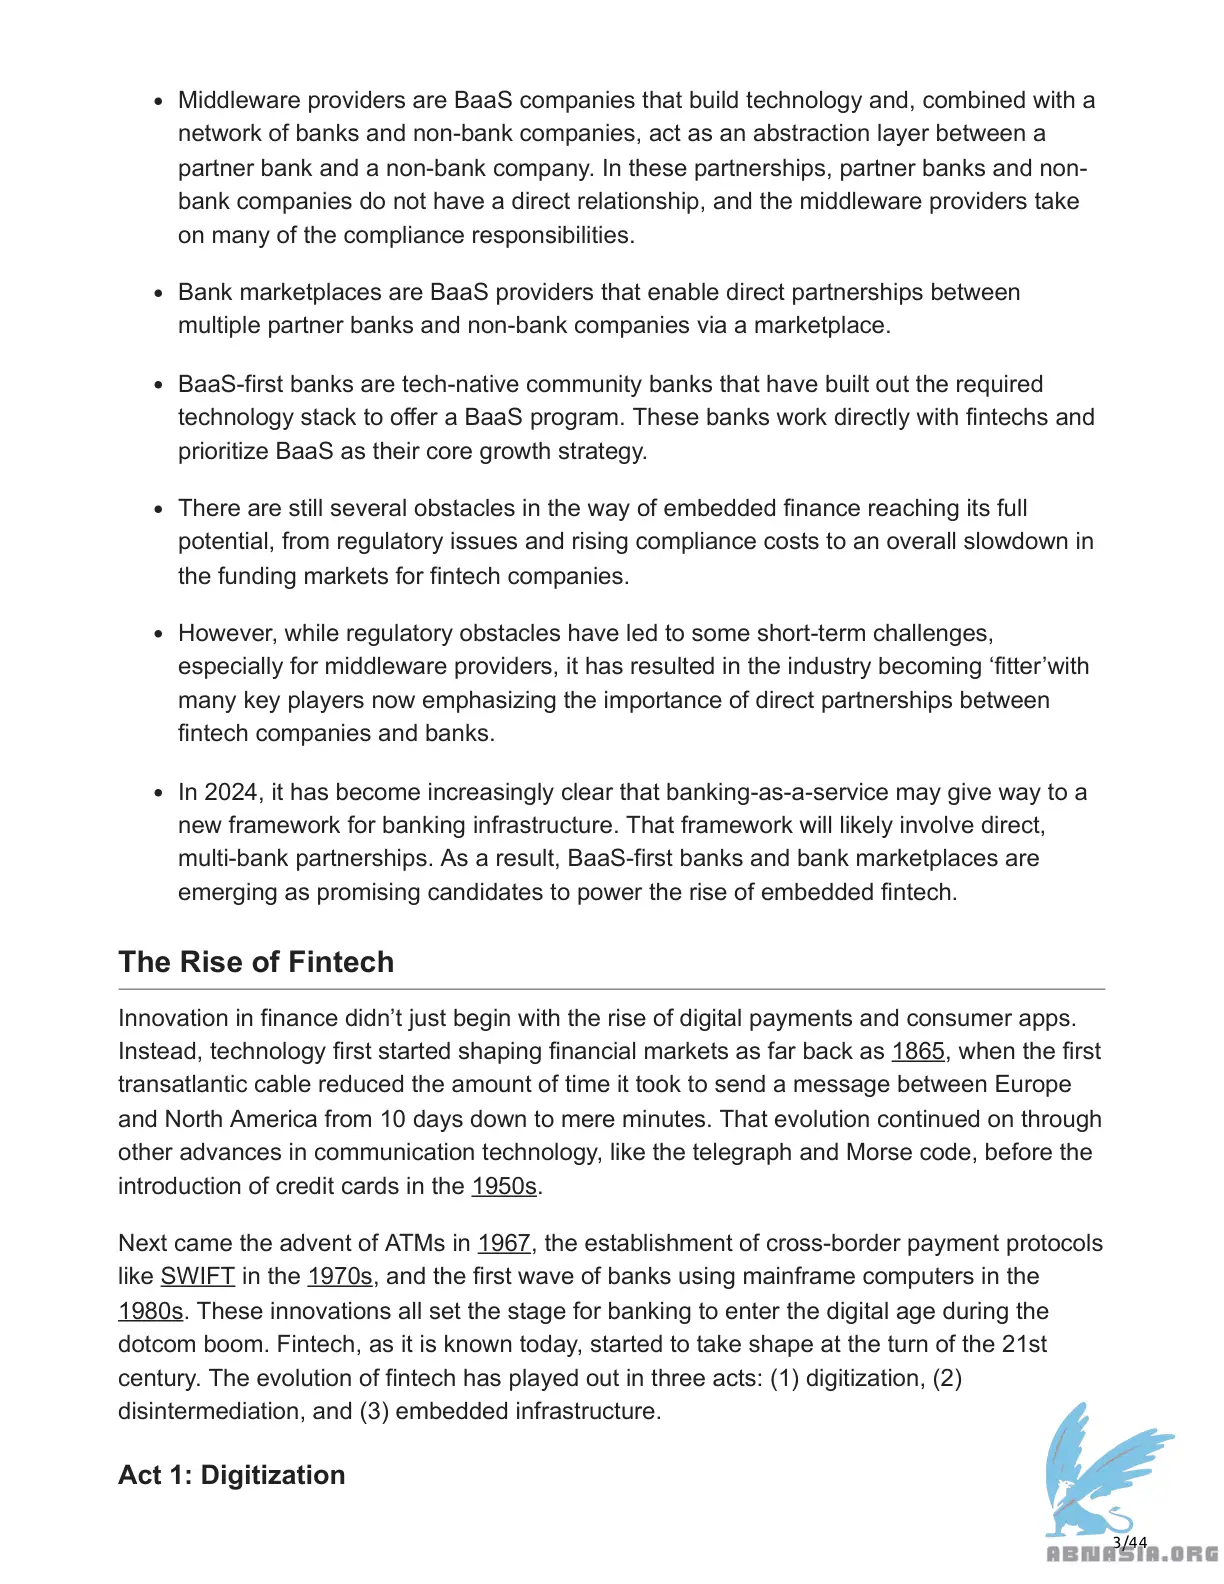 • Middleware providers are BaaS companies that build technology and, combined with a
network of banks and non-bank companies, act as an abstraction layer between a
partner bank and a non-bank company. In these partnerships, partner banks and non-
bank companies do not have a direct relationship, and the middleware providers take
on many of the compliance responsibilities.
• Bank marketplaces are BaaS providers that enable direct partnerships between
multiple partner banks and non-bank companies via a marketplace.
• BaaS-first banks are tech-native community banks that have built out the required
technology stack to offer a BaaS program. These banks work directly with fintechs and
prioritize BaaS as their core growth strategy.
• There are still several obstacles in the way of embedded finance reaching its full
potential, from regulatory issues and rising compliance costs to an overall slowdown in
the funding markets for fintech companies.
• However, while regulatory obstacles have led to some short-term challenges,
especially for middleware providers, it has resulted in the industry becoming ‘fitter’with
many key players now emphasizing the importance of direct partnerships between
fintech companies and banks.
• In 2024, it has become increasingly clear that banking-as-a-service may give way to a
new framework for banking infrastructure. That framework will likely involve direct,
multi-bank partnerships. As a result, BaaS-first banks and bank marketplaces are
emerging as promising candidates to power the rise of embedded fintech.
The Rise of Fintech
Innovation in finance didn’t just begin with the rise of digital payments and consumer apps.
Instead, technology first started shaping financial markets as far back as 1865, when the first
transatlantic cable reduced the amount of time it took to send a message between Europe
and North America from 10 days down to mere minutes. That evolution continued on through
other advances in communication technology, like the telegraph and Morse code, before the
introduction of credit cards in the 1950s.
Next came the advent of ATMs in 1967, the establishment of cross-border payment protocols
like SWIFT in the 1970s, and the first wave of banks using mainframe computers in the
1980s. These innovations all set the stage for banking to enter the digital age during the
dotcom boom. Fintech, as it is known today, started to take shape at the turn of the 21st
century. The evolution of fintech has played out in three acts: (1) digitization, (2)
disintermediation, and (3) embedded infrastructure.
Act 1: Digitization
3/44
ABNASIA.ORG